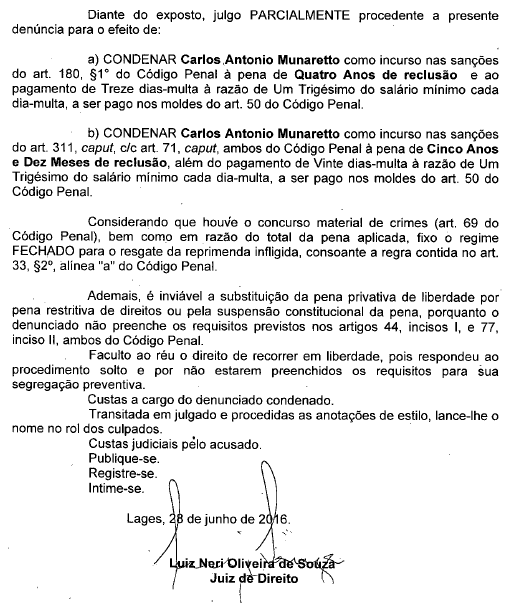 Diante do exposto, julgo PARCIALMENTE procedente a presente
denúncia para o efeito de:
a) CONDENAR Carlos Antonio Munaretto como incurso nas sanções
do art. 180, §1° do Código Penal à pena de Quatro Anos de reclusão e ao
pagamento de Treze dias-multa à razão de Um Trigésimo do salário mínimo cada
dia-multa, a ser pago nos moldes do art. 50 do Código Penal.
b) CONDENAR Carlos Antonio Munaretto como incurso nas sanções
do art. 311, caput, c/c art. 71, caput, ambos do Código Penal à pena de Cinco Anos
e Dez Meses de reclusão, além do pagamento de Vinte dias-multa à razão de Um
Trigésimo do salário mínimo cada dia-multa, a ser pago nos moldes do art. 50 do
Código Penal.
Considerando que houve o concurso material de crimes (art. 69 do
Código Penal), bem como em razão do total da pena aplicada, fixo o regime
FECHADO para o resgate da reprimenda infligida, consoante a regra contida no art.
33, §2º, alínea "a" do Código Penal.
Ademais, é inviável a substituição da pena privativa de liberdade por
pena restritiva de direitos ou pela suspensão constitucional da pena, porquanto o
denunciado não preenche os requisitos previstos nos artigos 44, incisos I, e 77,
inciso II, ambos do Código Penal.
Faculto ao réu o direito de recorrer em liberdade, pois respondeu ao
procedimento solto e por não estarem preenchidos os requisitos para sua
segregação preventiva.
Custas a cargo do denunciado condenado.
Transitada em julgado e procedidas as anotações de estilo, lance-lhe o
nome no rol dos culpados.
Custas judiciais pelo acusado.
Publique-se.
Registre-se.
Intime-se.
Lages, 28 de junho de 2016.
Luiz Neri Oliveira de Souza
Juiz de Direito